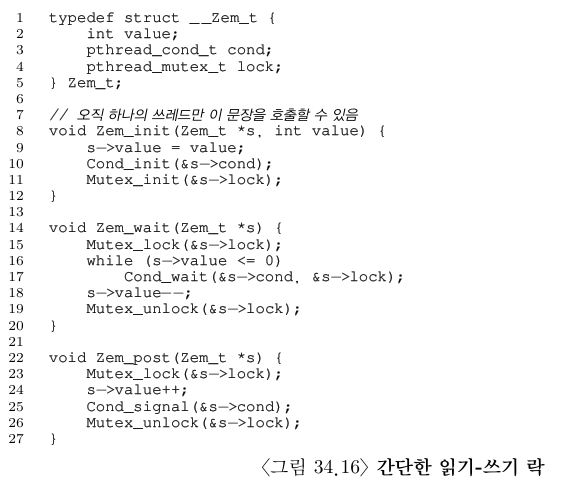 1 typedef struct __Zem_t {
2 int value;
3 pthread_cond_t cond;
4 pthread_mutex_t lock;
5 } Zem_t;
6
7 // 오직 하나의 쓰레드만 이 문장을 호출할 수 있음
8 void Zem_init(Zem_t *s, int value) {
9 s->value = value;
10 Cond_init(&s->cond);
11 Mutex_init(&s->lock);
12 }
13
14 void Zem_wait(Zem_t *s) {
15 Mutex_lock(&s->lock);
16 while (s->value <= 0)
17 Cond_wait(&s->cond, &s->lock);
18 s->value--;
19 Mutex_unlock(&s->lock);
20 }
21
22 void Zem_post(Zem_t *s) {
23 Mutex_lock(&s->lock);
24 s->value++;
25 Cond_signal(&s->cond);
26 Mutex_unlock(&s->lock);
27 }
〈그림 34.16〉 간단한 읽기-쓰기 락